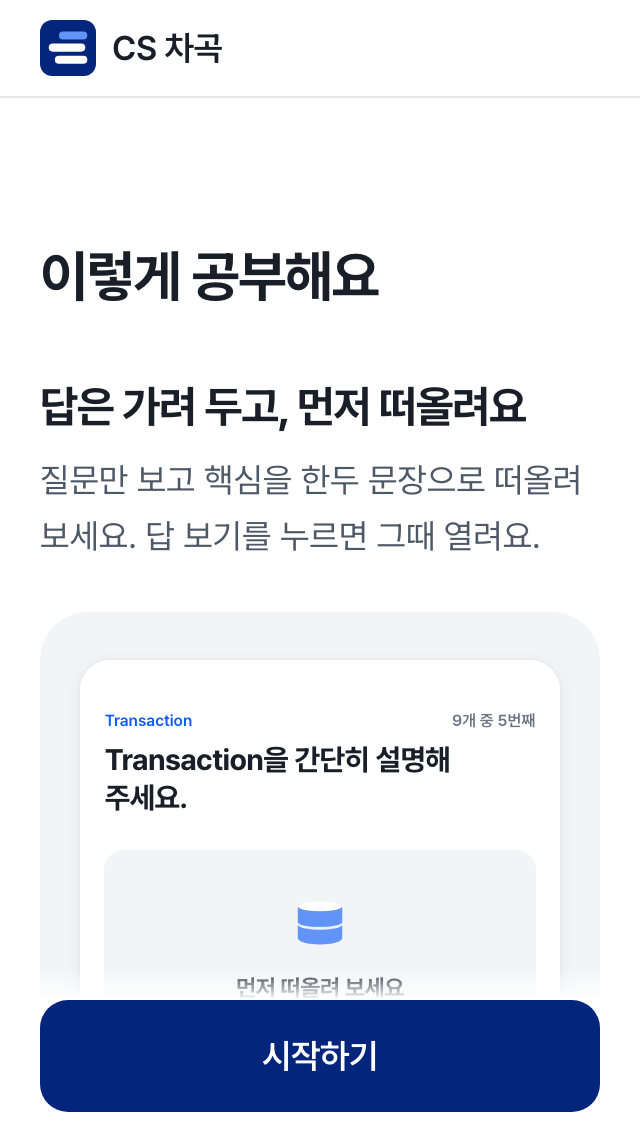 CS 차곡
이렇게 공부해요
답은 가려 두고, 먼저 떠올려요
질문만 보고 핵심을 한두 문장으로 떠올려
보세요. 답 보기를 누르면 그때 열려요.
Transaction
9개 중 5번째
Transaction을 간단히 설명해
주세요.
먼저 떠올려 보세요
시작하기